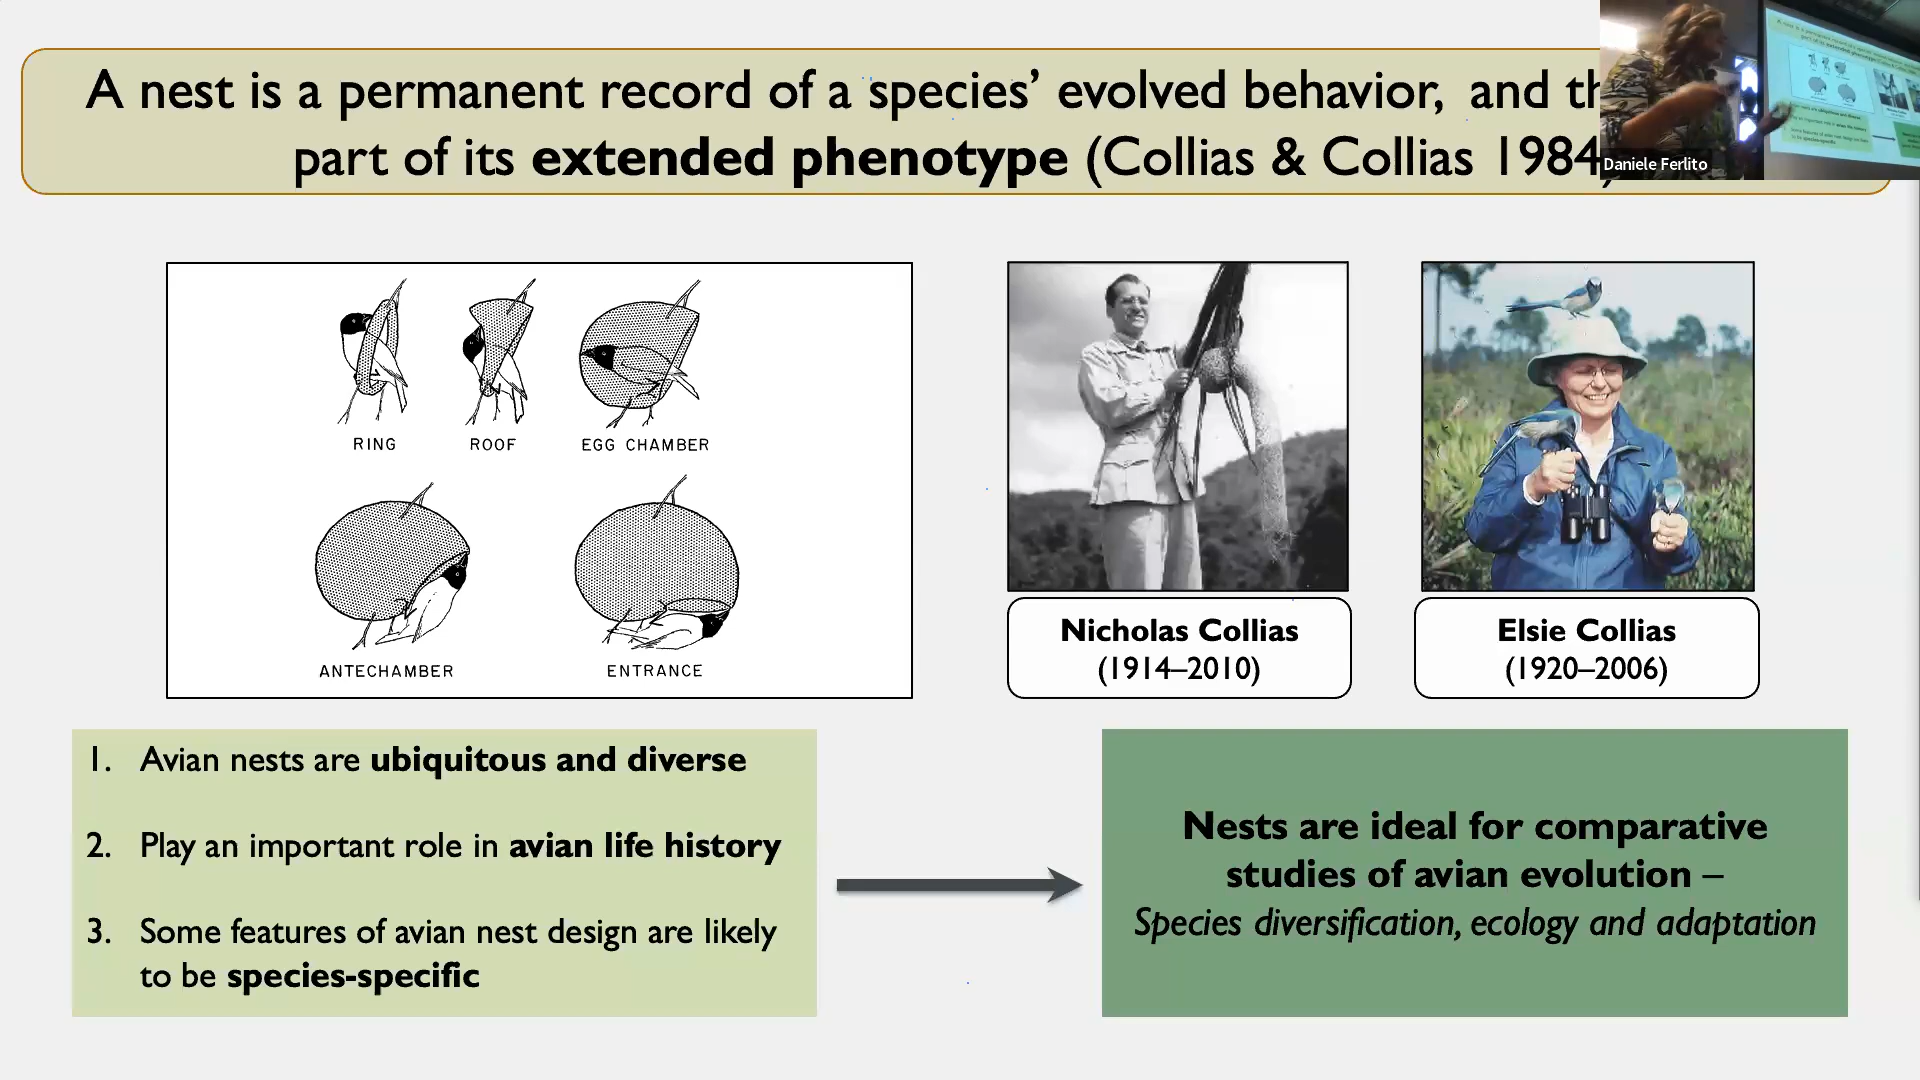 A nest is a permanent record of a species’ evolved behavior, and th
part of its extended phenotype (Collias & Collias 1984)
Daniele Ferlito
RING ROOF EGG CHAMBER
ANTECHAMBER ENTRANCE
Nicholas Collias
(1914–2010)
Elsie Collias
(1920–2006)
1. Avian nests are ubiquitous and diverse
2. Play an important role in avian life history
3. Some features of avian nest design are likely
to be species-specific
Nests are ideal for comparative
studies of avian evolution –
Species diversification, ecology and adaptation